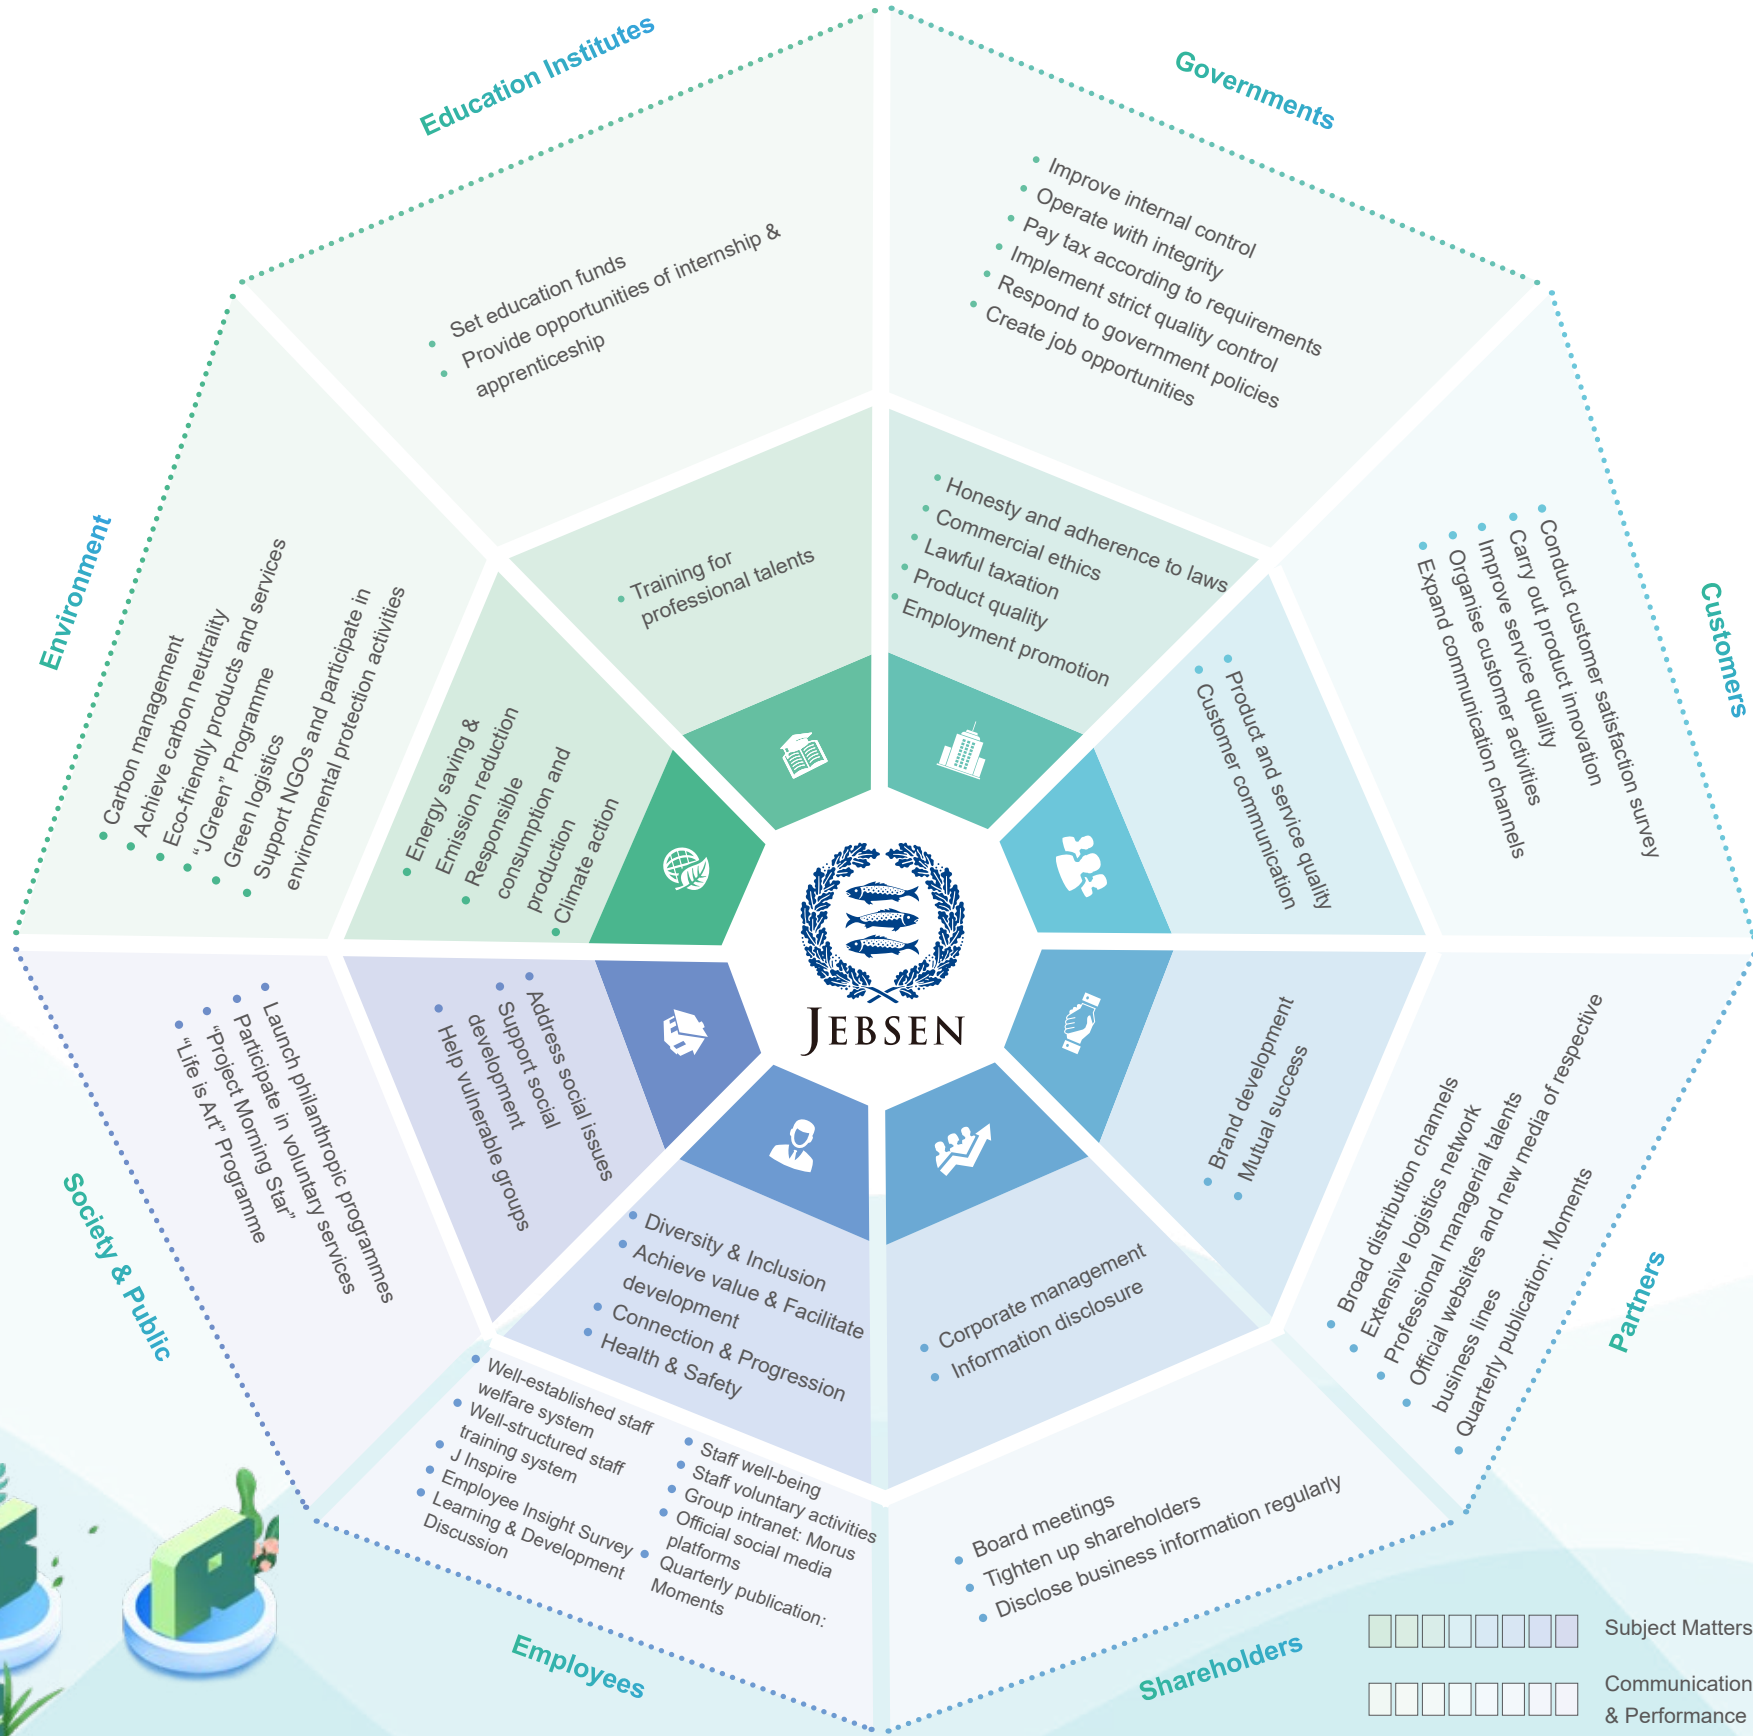 Education Institutes
Set education funds
Provide opportunities of internship &
apprenticeship
Training for
professional talents
Governments
Improve internal control
Operate with integrity
Pay tax according to requirements
Implement strict quality control
Respond to government policies
Create job opportunities
Honesty and adherence to laws
Commercial ethics
Lawful taxation
Product quality
Employment promotion
Customers
Conduct customer satisfaction survey
Carry out product innovation
Improve service quality
Organise customer activities
Expand communication channels
Product and service quality
Customer communication
Partners
Broad distribution channels
Extensive logistics network
Professional managerial talents
Official websites and new media of respective
business lines
Quarterly publication: Moments
Brand development
Mutual success
Shareholders
Board meetings
Tighten up shareholders
Disclose business information regularly
Corporate management
Information disclosure
Employees
Well-established staff
welfare system
Well-structured staff
training system
J Inspire
Employee Insight Survey
Learning & Development
Discussion
Staff well-being
Staff voluntary activities
Group intranet: Morus
Official social media
platforms
Quarterly publication:
Moments
Diversity & Inclusion
Achieve value & Facilitate
development
Connection & Progression
Health & Safety
Society & Public
Launch philanthropic programmes
Participate in voluntary services
"Project Morning Star"
"Life is Art" Programme
Address social issues
Support social
development
Help vulnerable groups
Environment
Carbon management
Achieve carbon neutrality
Eco-friendly products and services
"JGreen" Programme
Green logistics
Support NGOs and participate in
environmental protection activities
Energy saving &
Emission reduction
Responsible
consumption and
production
Climate action
JEBSEN
Subject Matters
Communication
& Performance